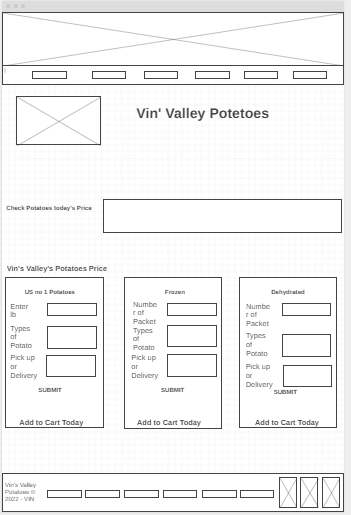 Vin' Valley Potetoes
Check Potatoes today's Price
Vin's Valley's Potatoes Price
US no 1 Potatoes
Enter
lb
Types
of
Potato
Pick up
or
Delivery
SUBMIT
Add to Cart Today
Frozen
Numbe
r of
Packet
Types
of
Potato
Pick up
or
Delivery
SUBMIT
Add to Cart Today
Dehydrated
Numbe
r of
Packet
Types
of
Potato
Pick up
or
Delivery
SUBMIT
Add to Cart Today
Vin's Valley
Potatoes ©
2022 - VIN